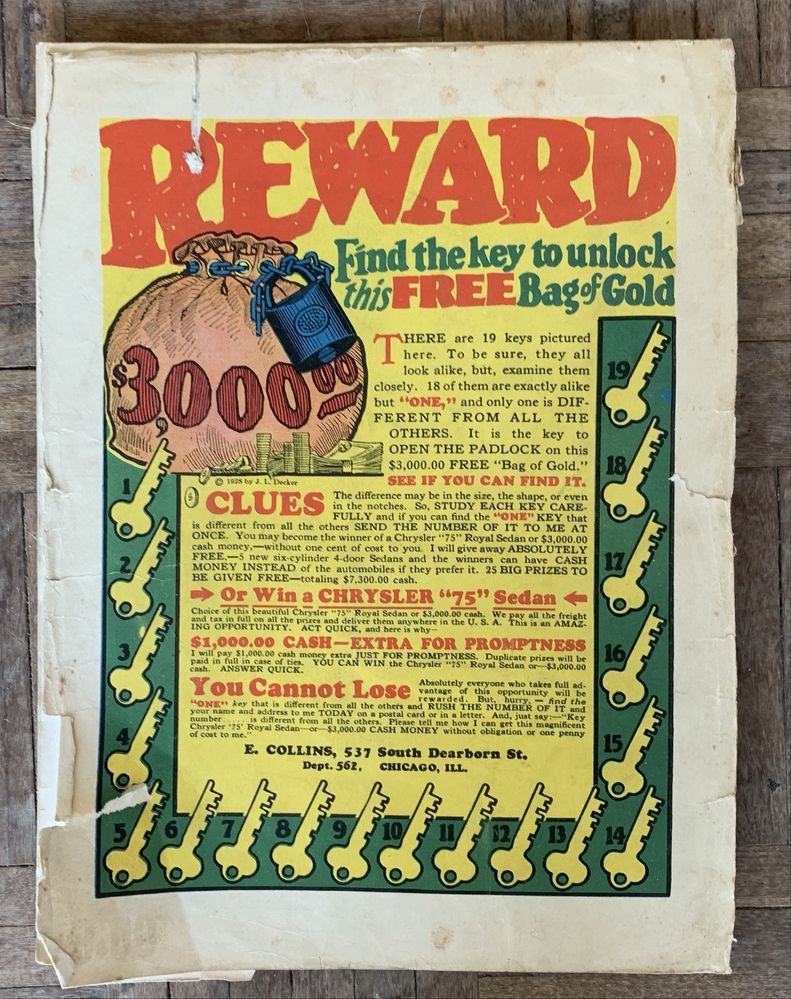 REWARD
Find the key to unlock
this FREE Bag of Gold
$3,000.00
THERE are 19 keys pictured
here. To be sure, they all
look alike, but, examine them
closely. 18 of them are exactly alike
but "ONE," and only one is DIF-
FERENT FROM ALL THE
OTHERS. It is the key to
OPEN THE PADLOCK on this
$3,000.00 FREE "Bag of Gold."
SEE IF YOU CAN FIND IT.
© 1928 by J. L. Decker
CLUES The difference may be in the size, the shape, or even
in the notches. So, STUDY EACH KEY CARE-
FULLY and if you can find the "ONE" KEY that
is different from all the others SEND THE NUMBER OF IT TO ME AT
ONCE. You may become the winner of a Chrysler "75" Royal Sedan or $3,000.00
cash money,—without one cent of cost to you. I will give away ABSOLUTELY
FREE,—5 new six-cylinder 4-door Sedans and the winners can have CASH
MONEY INSTEAD of the automobiles if they prefer it. 25 BIG PRIZES TO
BE GIVEN FREE—totaling $7,300.00 cash.
Or Win a CHRYSLER "75" Sedan
Choice of this beautiful Chrysler "75" Royal Sedan or $3,000.00 cash. We pay all the freight
and tax in full on all the prizes and deliver them anywhere in the U. S. A. This is an AMAZ-
ING OPPORTUNITY. ACT QUICK, and here is why—
$1,000.00 CASH—EXTRA FOR PROMPTNESS
I will pay $1,000.00 cash money extra JUST FOR PROMPTNESS. Duplicate prizes will be
paid in full in case of ties. YOU CAN WIN the Chrysler "75" Royal Sedan or—$3,000.00
cash. ANSWER QUICK.
You Cannot Lose Absolutely everyone who takes full ad-
vantage of this opportunity will be
rewarded. But, hurry,—find the
"ONE" key that is different from all the others and RUSH THE NUMBER OF IT and
your name and address to me TODAY on a postal card or in a letter. And, just say:—"Key
number ..... is different from all the others. Please tell me how I can get this magnificent
Chrysler '75' Royal Sedan—or—$3,000.00 CASH MONEY without obligation or one penny
of cost to me."
E. COLLINS, 537 South Dearborn St.
Dept. 562, CHICAGO, ILL.
1
2
3
4
5 6 7 8 9 10 11 12 13 14
15
16
17
18
19